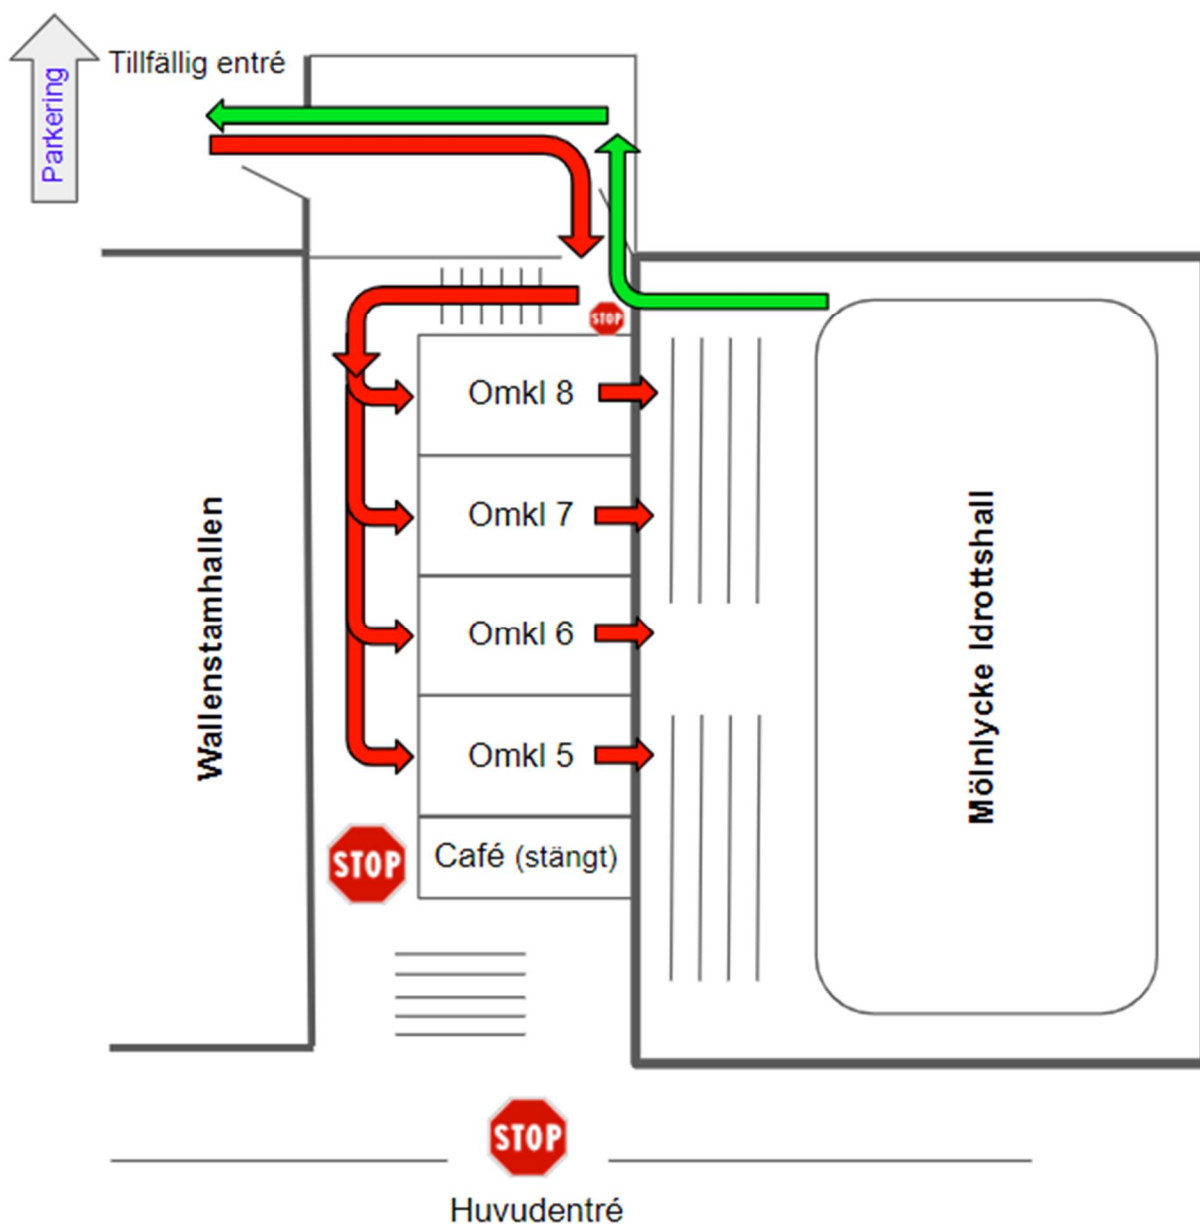 Parkering
Tillfällig entré
STOP
Omkl 8
Omkl 7
Omkl 6
Omkl 5
Wallenstamhallen
Mölnlycke Idrottshall
STOP
Café (stängt)
STOP
Huvudentré